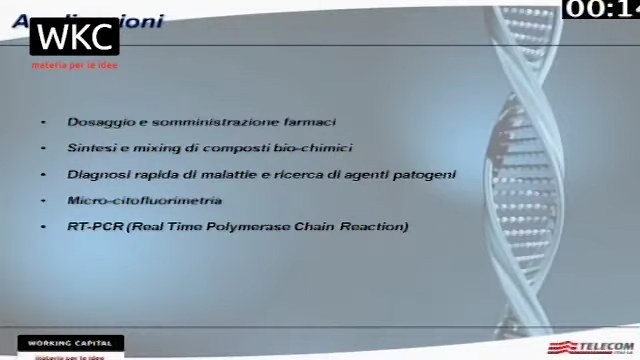 WKC
materia per le idee
Dosaggio e somministrazione farmaci
Sintesi e mixing di composti bio-chimici
Diagnosi rapida di malattie e ricerca di agenti patogeni
Micro-citofluorimetria
RT-PCR (Real Time Polymerase Chain Reaction)
WORKING CAPITAL
materia per le idee
TELECOM